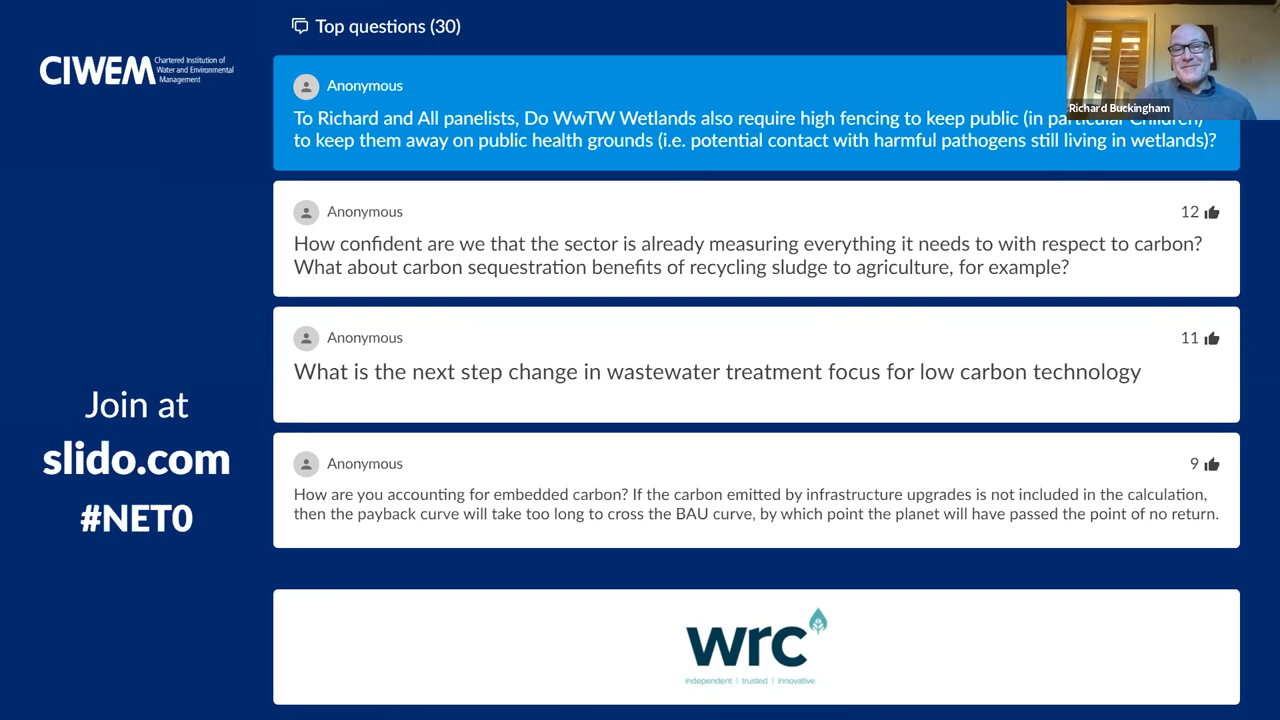 Top questions (30)
CIWEM
Chartered Institution of
Water and Environmental
Management
Anonymous
Richard Buckingham
To Richard and All panelists, Do WwTW Wetlands also require high fencing to keep public (in particular Children)
to keep them away on public health grounds (i.e. potential contact with harmful pathogens still living in wetlands)?
Anonymous
12
How confident are we that the sector is already measuring everything it needs to with respect to carbon?
What about carbon sequestration benefits of recycling sludge to agriculture, for example?
Anonymous
11
What is the next step change in wastewater treatment focus for low carbon technology
Join at
slido.com
#NET0
Anonymous
9
How are you accounting for embedded carbon? If the carbon emitted by infrastructure upgrades is not included in the calculation,
then the payback curve will take too long to cross the BAU curve, by which point the planet will have passed the point of no return.
wrc
independent | trusted | innovative